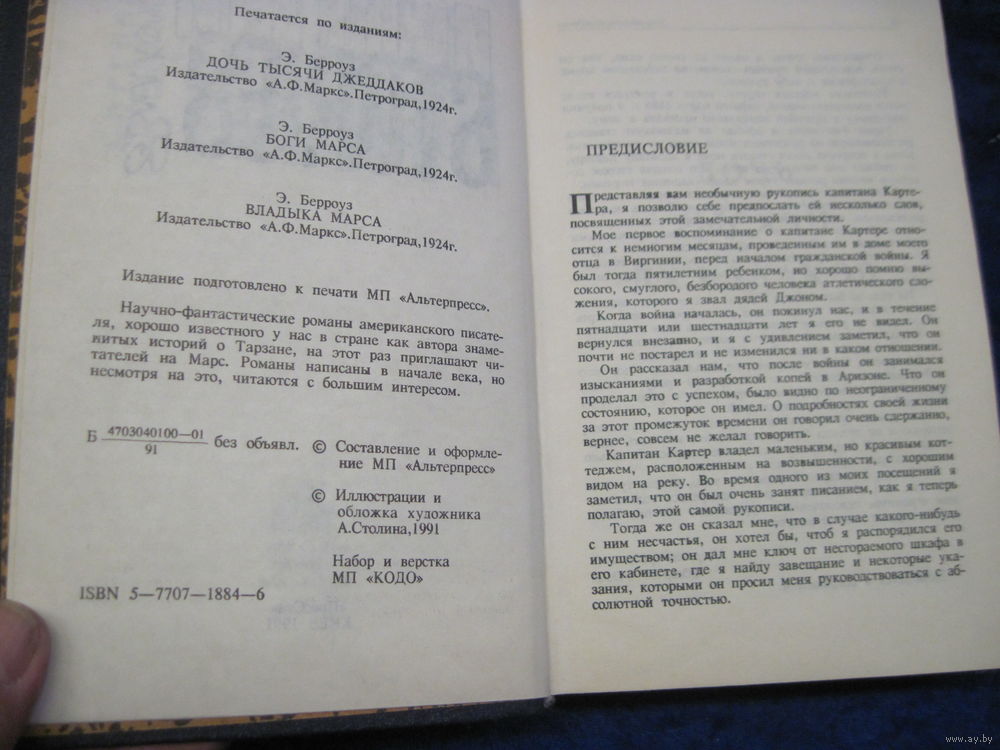 Печатается по изданиям:
Э. Берроуз
ДОЧЬ ТЫСЯЧИ ДЖЕДДАКОВ
Издательство «А.Ф.Маркс».Петроград,1924г.
Э. Берроуз
БОГИ МАРСА
Издательство «А.Ф.Маркс».Петроград,1924г.
Э. Берроуз
ВЛАДЫКА МАРСА
Издательство «А.Ф.Маркс».Петроград,1924г.
Издание подготовлено к печати МП «Альтерпресс».
Научно-фантастические романы американского писате-
ля, хорошо известного у нас в стране как автора знаме-
нитых историй о Тарзане, на этот раз приглашают чи-
тателей на Марс. Романы написаны в начале века, но
несмотря на это, читаются с большим интересом.
Б 4703040100—01 без объявл.
91
© Составление и оформле-
ние МП «Альтерпресс»
© Иллюстрации и
обложка художника
А.Столина,1991
Набор и верстка
МП «КОДО»
ISBN 5—7707—1884—6
ПРЕДИСЛОВИЕ
Представляя вам необычную рукопись капитана Карте-
ра, я позволю себе предпослать ей несколько слов,
посвященных этой замечательной личности.
Мое первое воспоминание о капитане Картере отно-
сится к немногим месяцам, проведенным им в доме моего
отца в Виргинии, перед началом гражданской войны. Я
был тогда пятилетним ребенком, но хорошо помню вы-
сокого, смуглого, безбородого человека атлетического сло-
жения, которого я звал дядей Джоном.
Когда война началась, он покинул нас, и в течение
пятнадцати или шестнадцати лет я его не видел. Он
вернулся внезапно, и я с удивлением заметил, что он
почти не постарел и не изменился ни в каком отношении.
Он рассказал нам, что после войны он занимался
изысканиями и разработкой копей в Аризоне. Что он
проделал это с успехом, было видно по неограниченному
состоянию, которое он имел. О подробностях своей жизни
за этот промежуток времени он говорил очень сдержанно,
вернее, совсем не желал говорить.
Капитан Картер владел маленьким, но красивым кот-
теджем, расположенным на возвышенности, с хорошим
видом на реку. Во время одного из моих посещений я
заметил, что он был очень занят писанием, как я теперь
полагаю, этой самой рукописи.
Тогда же он сказал мне, что в случае какого-нибудь
с ним несчастья, он хотел бы, чтоб я распорядился его
имуществом; он дал мне ключ от несгораемого шкафа в
его кабинете, где я найду завещание и некоторые ука-
зания, которыми он просил меня руководствоваться с аб-
солютной точностью.
www.ay.by